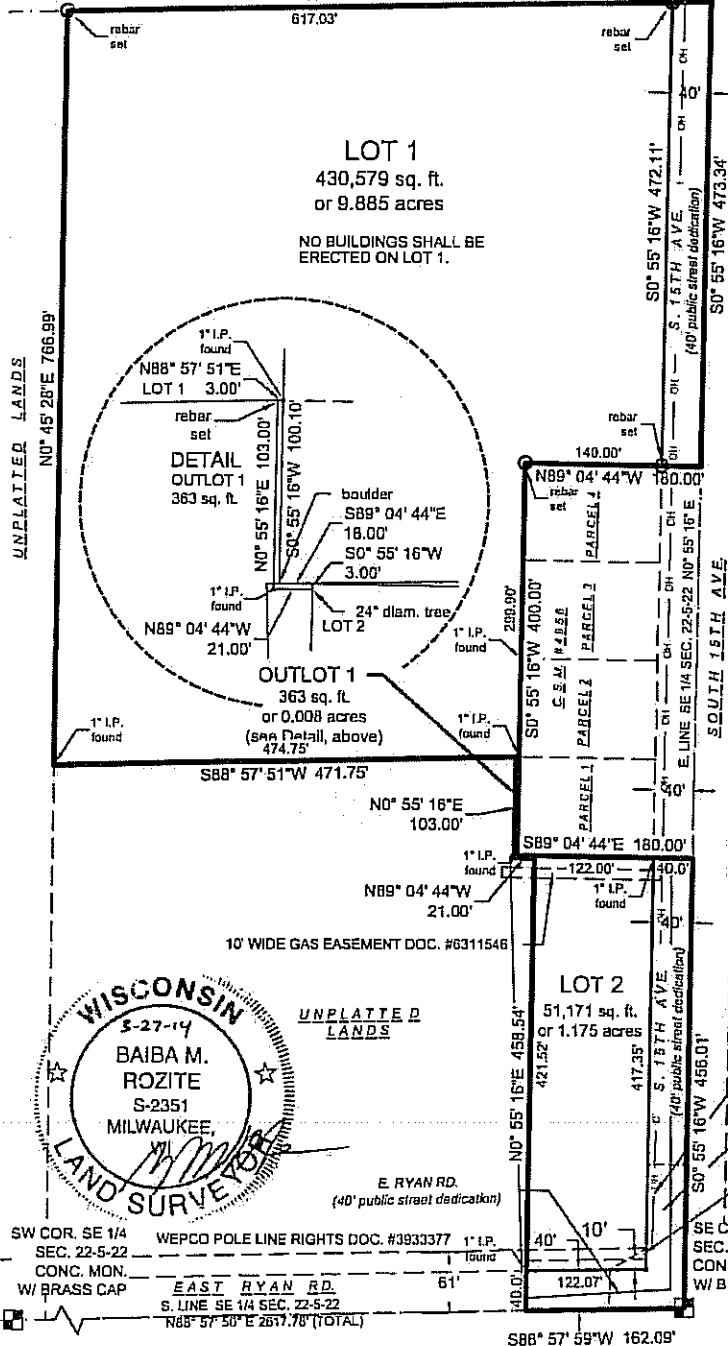 617.03'
rebar
set
rebar
set
40'
LOT 1
430,579 sq. ft.
or 9.885 acres
NO BUILDINGS SHALL BE
ERECTED ON LOT 1.
S0° 55' 16"W 472.11'
S. 15TH AVE.
(40' public street dedication)
S0° 55' 16"W 473.34'
UNPLATTED LANDS
N0° 45' 28"E 766.99'
1" I.P.
found
N88° 57' 51"E
LOT 1 3.00'
rebar
set
DETAIL
OUTLOT 1
363 sq. ft.
N0° 55' 16"E 103.00'
S0° 55' 16"W 100.10'
boulder
S89° 04' 44"E
18.00'
S0° 55' 16"W
3.00'
1" I.P.
found
24" diam. tree
LOT 2
N89° 04' 44"W
21.00'
rebar
set
140.00'
N89° 04' 44"W 180.00'
rebar
set
PARCEL 4
PARCEL 3
PARCEL 2
PARCEL 1
C.S.M. #4956
299.90'
S0° 55' 16"W 400.00'
1" I.P.
found
E. LINE SE 1/4 SEC. 22-5-22 N0° 55' 16" E
SOUTH 15TH AVE.
OH
OUTLOT 1
363 sq. ft.
or 0.008 acres
(see Detail, above)
474.75'
1" I.P.
found
1" I.P.
found
S88° 57' 51"W 471.75'
40'
N0° 55' 16"E
103.00'
S89° 04' 44"E 180.00'
1" I.P.
found
122.00'
40.0'
1" I.P.
found
N89° 04' 44"W
21.00'
40'
10' WIDE GAS EASEMENT DOC. #6311546
LOT 2
51,171 sq. ft.
or 1.175 acres
UNPLATTED
LANDS
N0° 55' 16"E 458.54'
421.52'
417.35'
S. 15TH AVE.
(40' public street dedication)
S0° 55' 16"W 456.01'
WISCONSIN
3-27-14
BAIBA M.
ROZITE
S-2351
MILWAUKEE,
WI
LAND SURVEYOR
E. RYAN RD.
(40' public street dedication)
SW COR. SE 1/4
SEC. 22-5-22
CONC. MON.
W/ BRASS CAP
WEPCO POLE LINE RIGHTS DOC. #3933377
1" I.P.
found
40'
10'
SE C
SEC.
CON
W/ B
EAST RYAN RD.
61'
40.0'
122.07'
S. LINE SE 1/4 SEC. 22-5-22
N88° 57' 59" E 2617.78' (TOTAL)
S88° 57' 59"W 162.09'